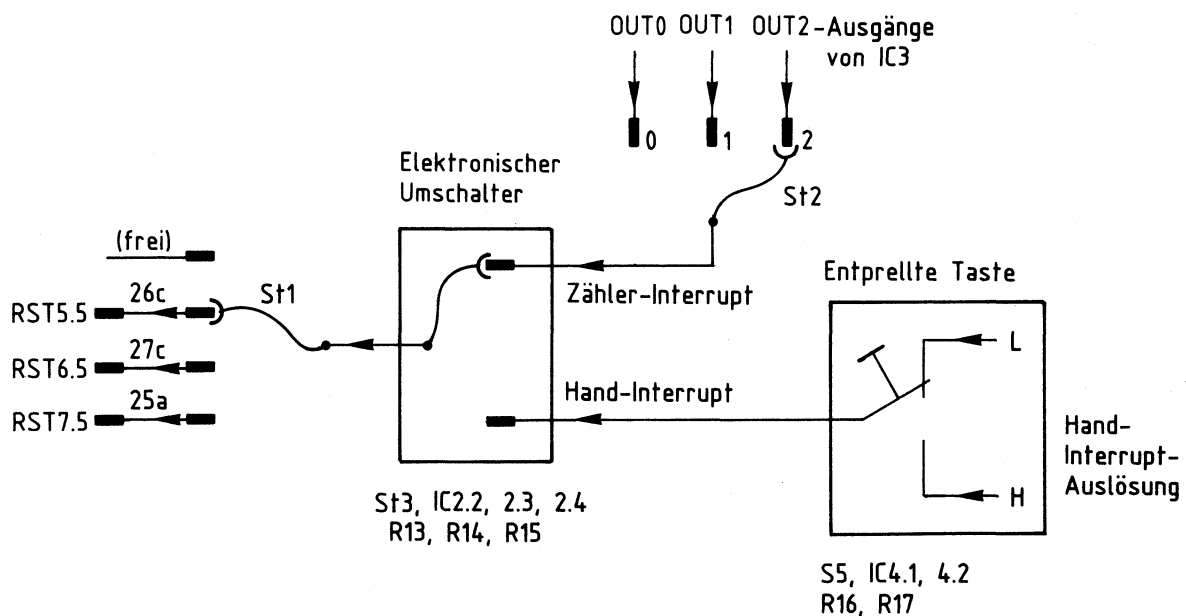 OUT0 OUT1 OUT2-Ausgänge
von IC3
0 1 2
St2
Elektronischer
Umschalter
(frei)
RST5.5 26c St1
RST6.5 27c
RST7.5 25a
Zähler-Interrupt
Hand-Interrupt
St3, IC2.2, 2.3, 2.4
R13, R14, R15
Entprellte Taste
L
H
Hand-
Interrupt-
Auslösung
S5, IC4.1, 4.2
R16, R17